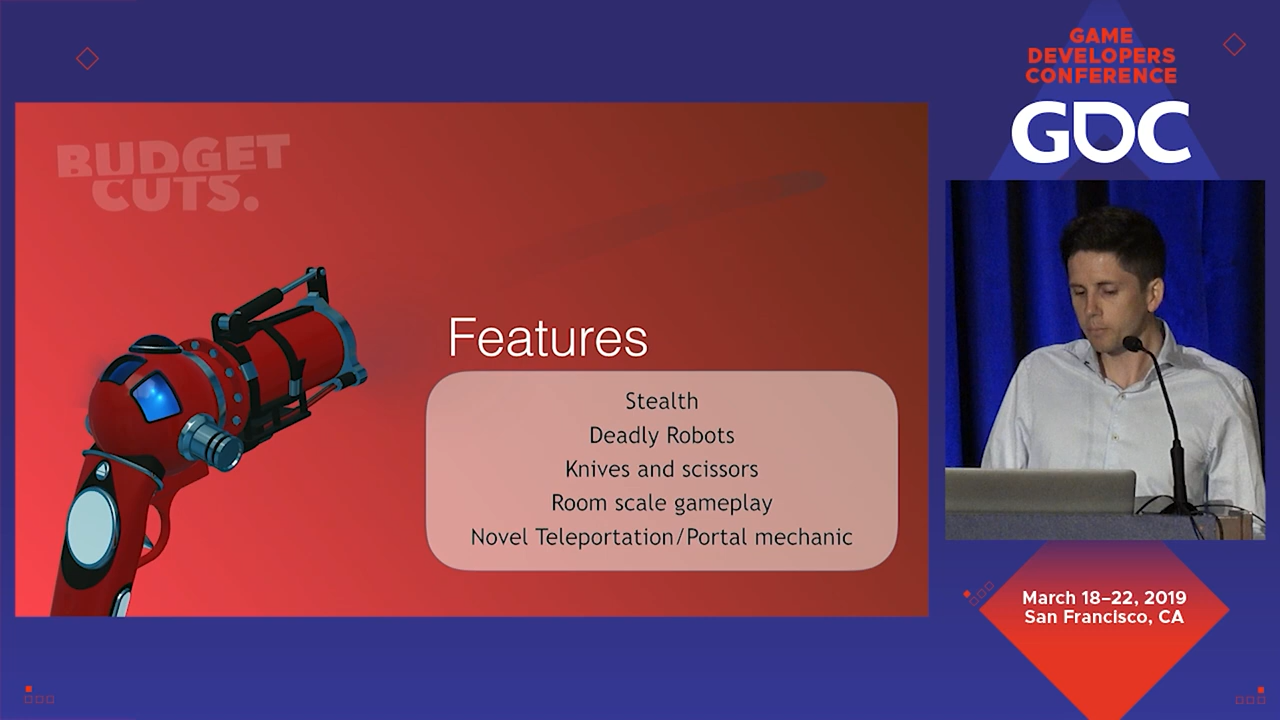 BUDGET
CUTS.
Features
Stealth
Deadly Robots
Knives and scissors
Room scale gameplay
Novel Teleportation/Portal mechanic
GAME
DEVELOPERS
CONFERENCE
GDC
March 18–22, 2019
San Francisco, CA